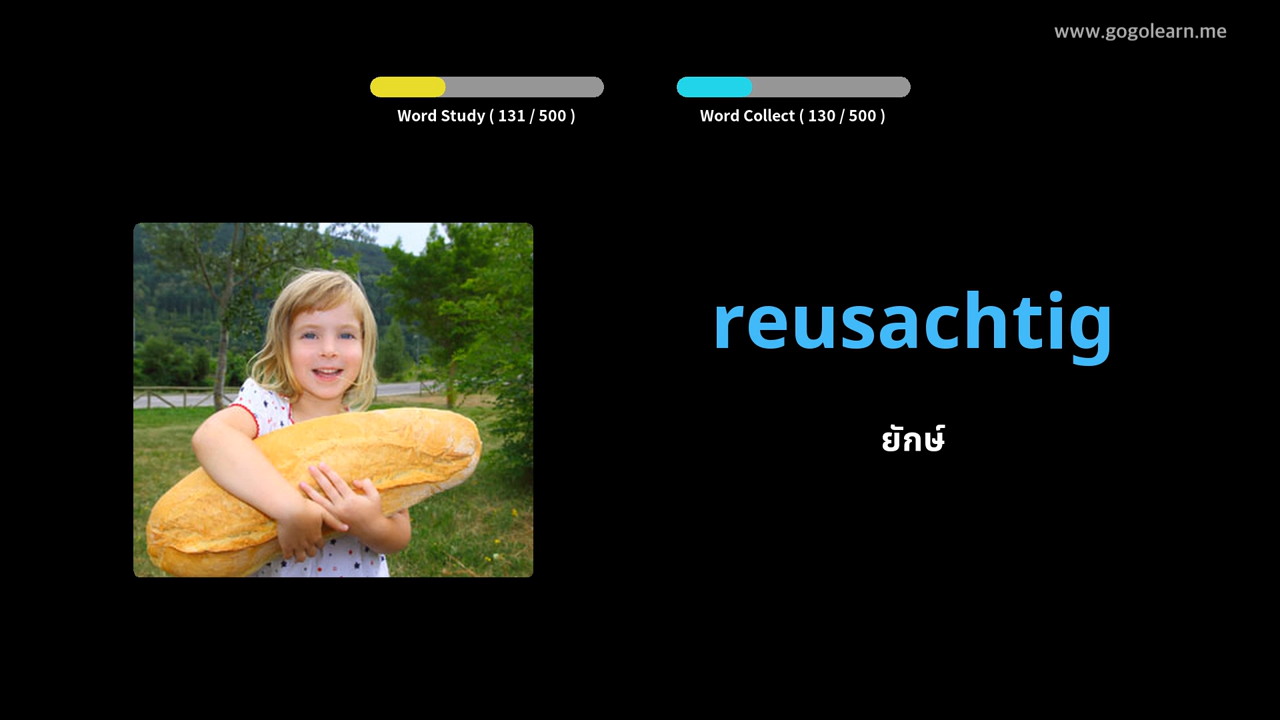 www.gogolearn.me
Word Study ( 131 / 500 )
Word Collect ( 130 / 500 )
reusachtig
ยักษ์